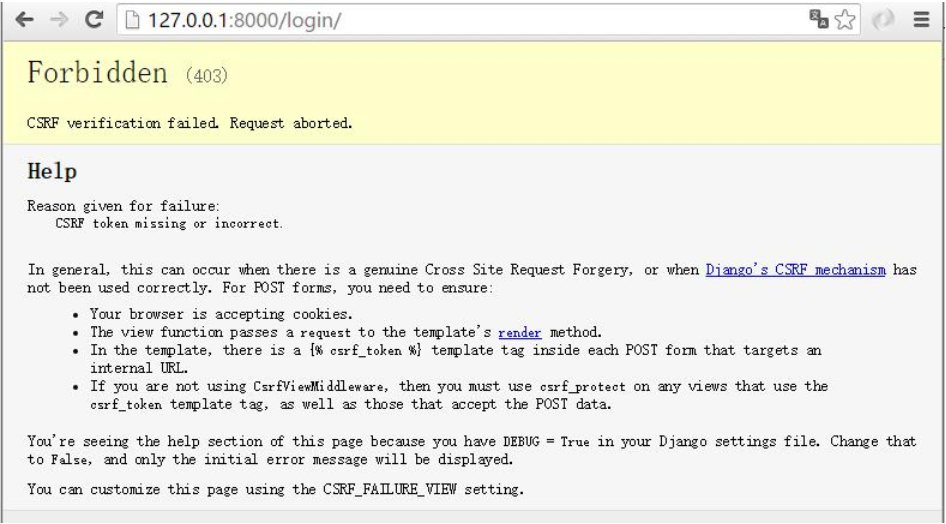 127.0.0.1:8000/login/
Forbidden (403)
CSRF verification failed. Request aborted.
Help
Reason given for failure:
CSRF token missing or incorrect.
In general, this can occur when there is a genuine Cross Site Request Forgery, or when Django's CSRF mechanism has
not been used correctly. For POST forms, you need to ensure:
• Your browser is accepting cookies.
• The view function passes a request to the template's render method.
• In the template, there is a {% csrf_token %} template tag inside each POST form that targets an
internal URL.
• If you are not using CsrfViewMiddleware, then you must use csrf_protect on any views that use the
csrf_token template tag, as well as those that accept the POST data.
You're seeing the help section of this page because you have DEBUG = True in your Django settings file. Change that
to False, and only the initial error message will be displayed.
You can customize this page using the CSRF_FAILURE_VIEW setting.